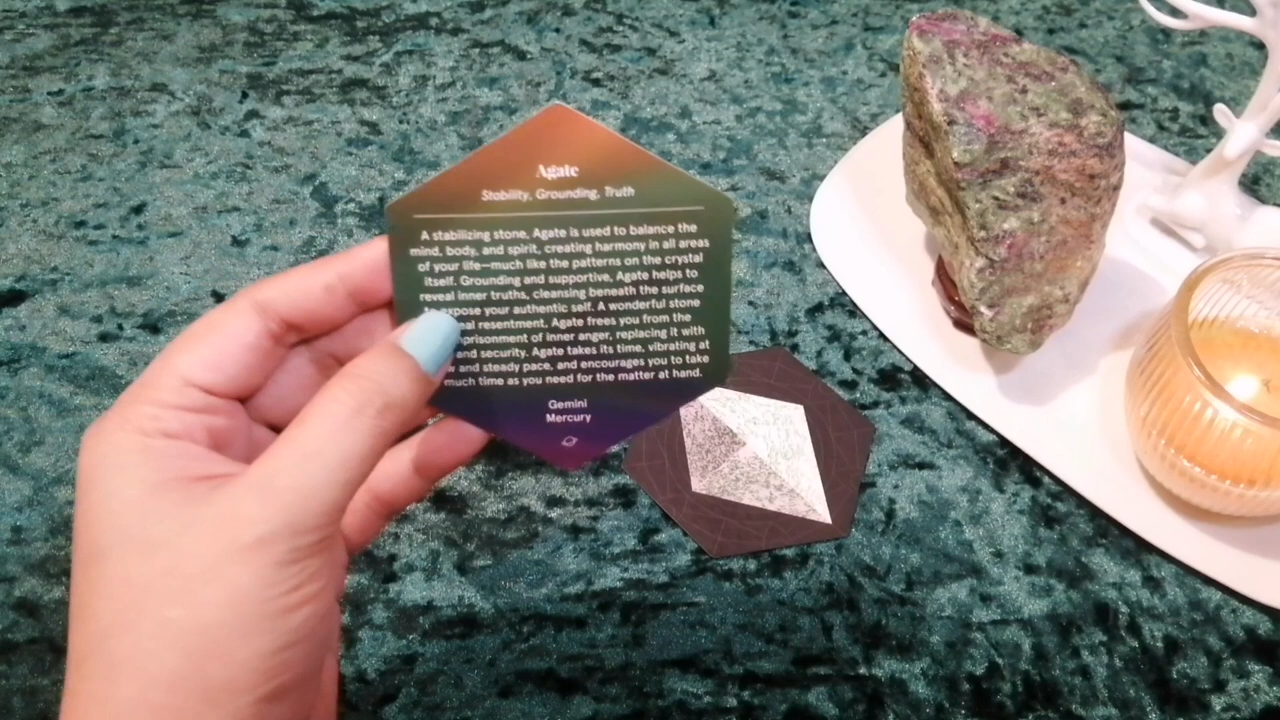 Agate
Stability, Grounding, Truth
A stabilizing stone, Agate is used to balance the
mind, body, and spirit, creating harmony in all areas
of your life—much like the patterns on the crystal
itself. Grounding and supportive, Agate helps to
reveal inner truths, cleansing beneath the surface
expose your authentic self. A wonderful stone
resentment, Agate frees you from the
of inner anger, replacing it with
and security. Agate takes its time, vibrating at
and steady pace, and encourages you to take
much time as you need for the matter at hand.
Gemini
Mercury